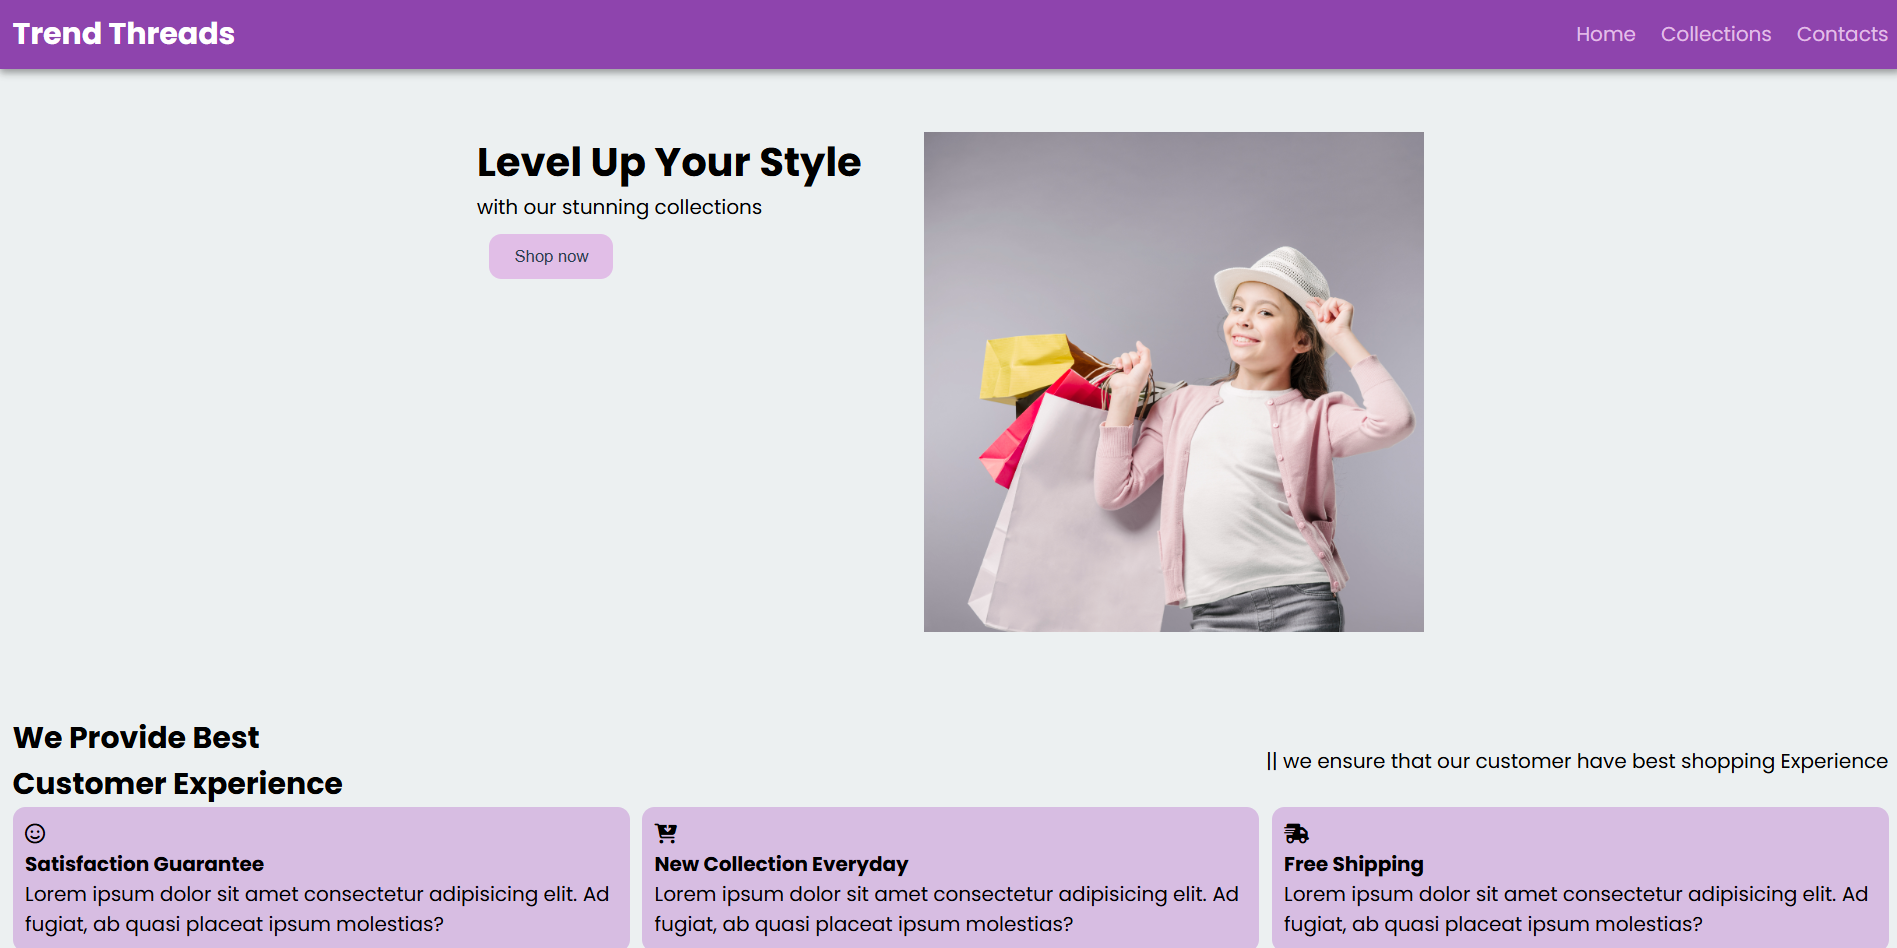 Trend Threads
Home Collections Contacts
Level Up Your Style
with our stunning collections
Shop now
We Provide Best
Customer Experience
|| we ensure that our customer have best shopping Experience
Satisfaction Guarantee
Lorem ipsum dolor sit amet consectetur adipisicing elit. Ad
fugiat, ab quasi placeat ipsum molestias?
New Collection Everyday
Lorem ipsum dolor sit amet consectetur adipisicing elit. Ad
fugiat, ab quasi placeat ipsum molestias?
Free Shipping
Lorem ipsum dolor sit amet consectetur adipisicing elit. Ad
fugiat, ab quasi placeat ipsum molestias?